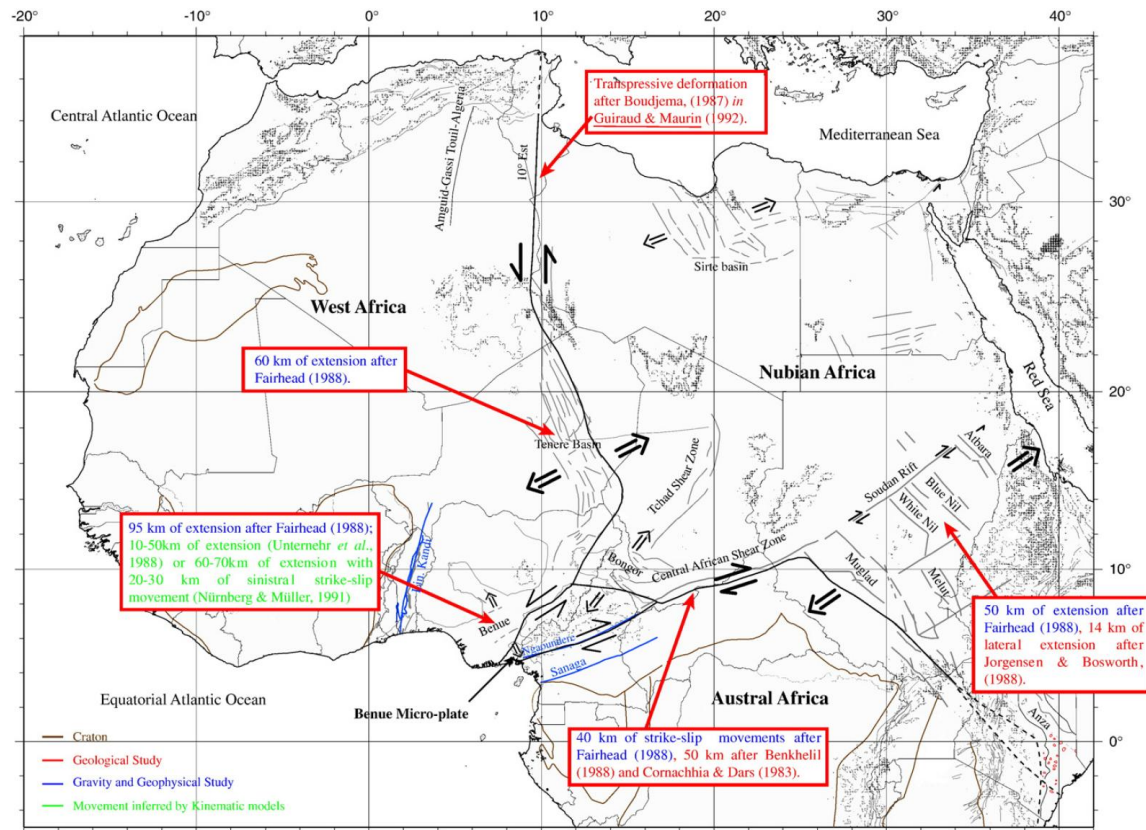 -20°
-10°
0°
10°
20°
30°
40°
Central Atlantic Ocean
Transpressive deformation
after Boudjema, (1987) in
Guiraud & Maurin (1992).
Mediterranean Sea
Amguid-Gassi Touil-Algeria
10° Est
30°
Sirte basin
West Africa
60 km of extension after
Fairhead (1988).
Nubian Africa
Red Sea
20°
Tenere Basin
Tchad Shear Zone
Soudan Rift
Atbara
Blue Nil
White Nil
95 km of extension after Fairhead (1988);
10-50km of extension (Unternehr et al.,
1988) or 60-70km of extension with
20-30 km of sinistral strike-slip
movement (Nürnberg & Müller, 1991)
Kandi
Bongor
Central African Shear Zone
10°
Muglad
Melut
Benue
Ngaoundere
Sanaga
50 km of extension after
Fairhead (1988), 14 km of
lateral extension after
Jorgensen & Bosworth,
(1988).
Equatorial Atlantic Ocean
Benue Micro-plate
Austral Africa
Anza
40 km of strike-slip movements after
Fairhead (1988), 50 km after Benkhelil
(1988) and Cornachhia & Dars (1983).
0°
Craton
Geological Study
Gravity and Geophysical Study
Movement inferred by Kinematic models